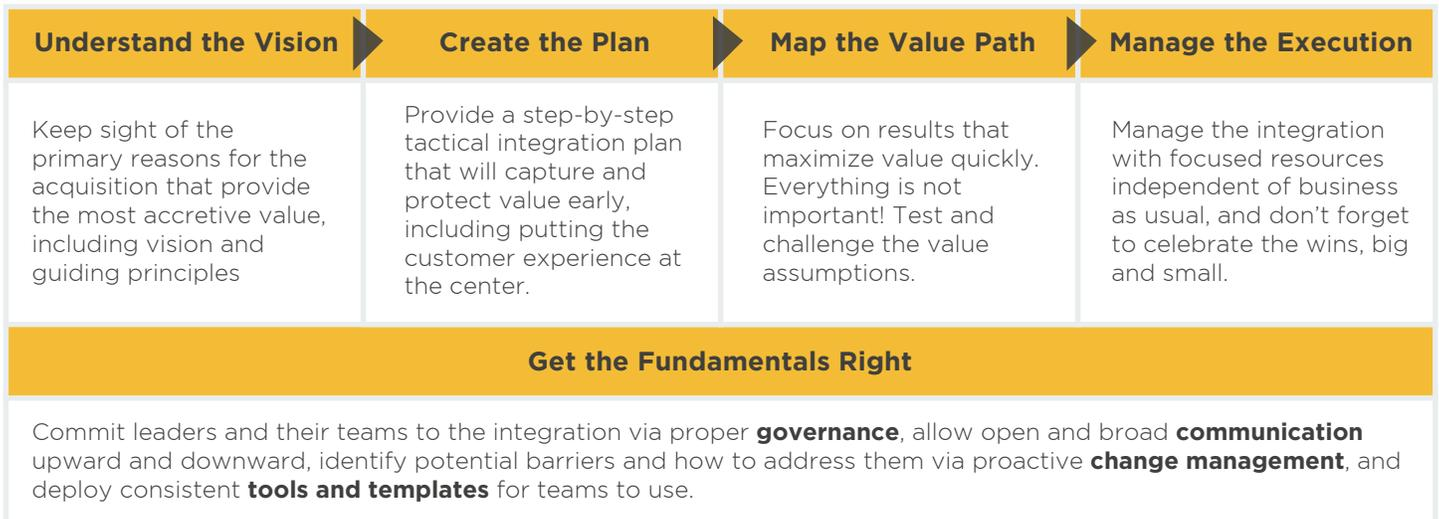 Understand the Vision
Create the Plan
Map the Value Path
Manage the Execution
Keep sight of the
primary reasons for the
acquisition that provide
the most accretive value,
including vision and
guiding principles
Provide a step-by-step
tactical integration plan
that will capture and
protect value early,
including putting the
customer experience at
the center.
Focus on results that
maximize value quickly.
Everything is not
important! Test and
challenge the value
assumptions.
Manage the integration
with focused resources
independent of business
as usual, and don’t forget
to celebrate the wins, big
and small.
Get the Fundamentals Right
Commit leaders and their teams to the integration via proper governance, allow open and broad communication
upward and downward, identify potential barriers and how to address them via proactive change management, and
deploy consistent tools and templates for teams to use.